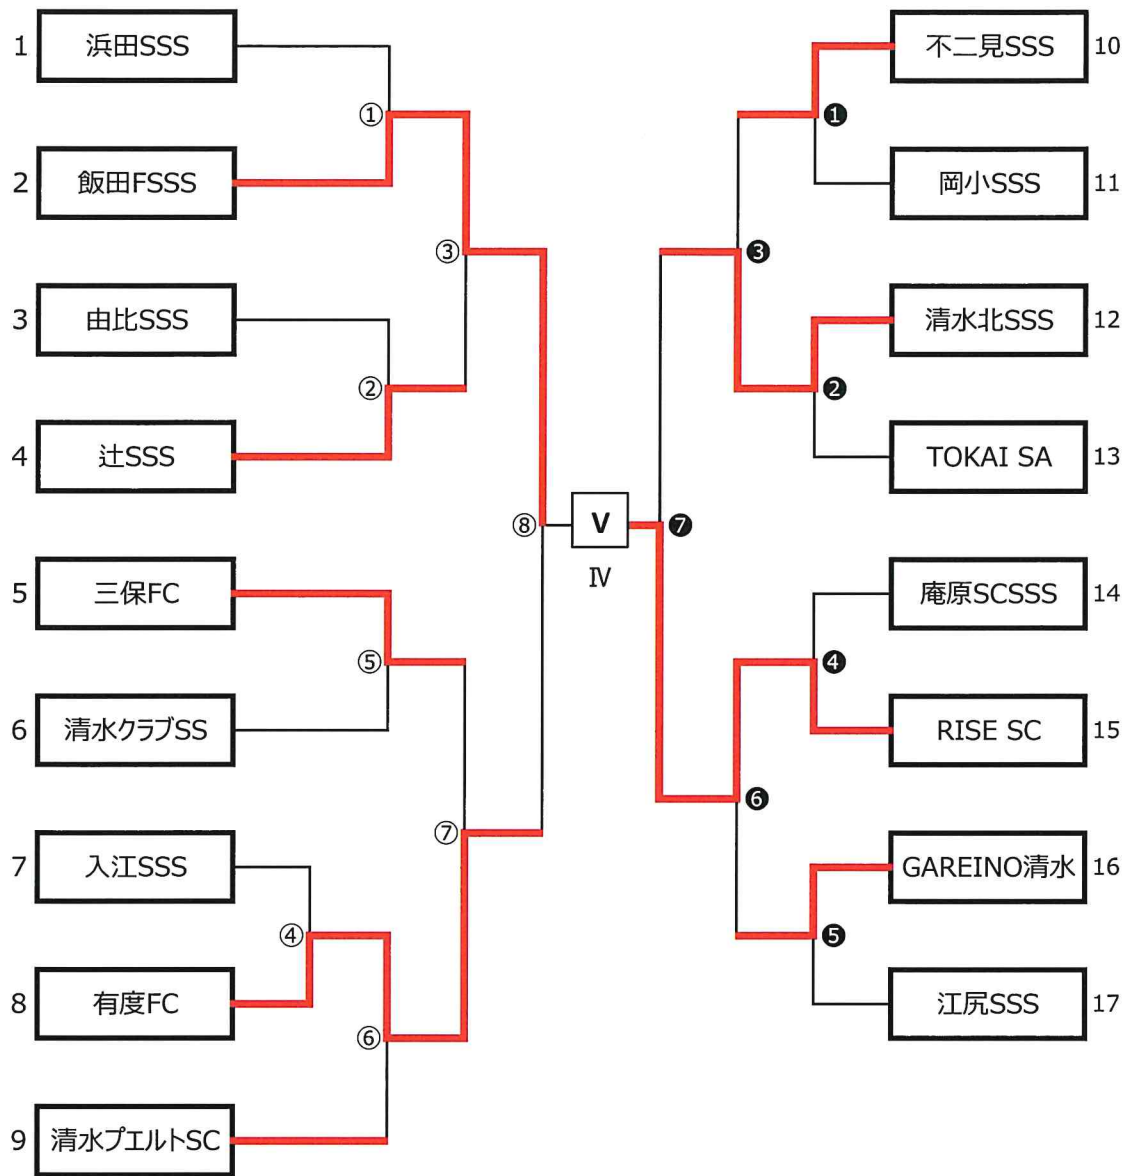 1 浜田SSS
①
2 飯田FSSS
③
3 由比SSS
②
4 辻SSS
⑧
5 三保FC
⑤
6 清水クラブSS
⑦
7 入江SSS
④
8 有度FC
⑥
9 清水プエルトSC
V
Ⅳ
不二見SSS 10
❶
岡小SSS 11
❸
清水北SSS 12
❷
TOKAI SA 13
❼
庵原SCSSS 14
❹
RISE SC 15
❻
GAREINO清水 16
❺
江尻SSS 17